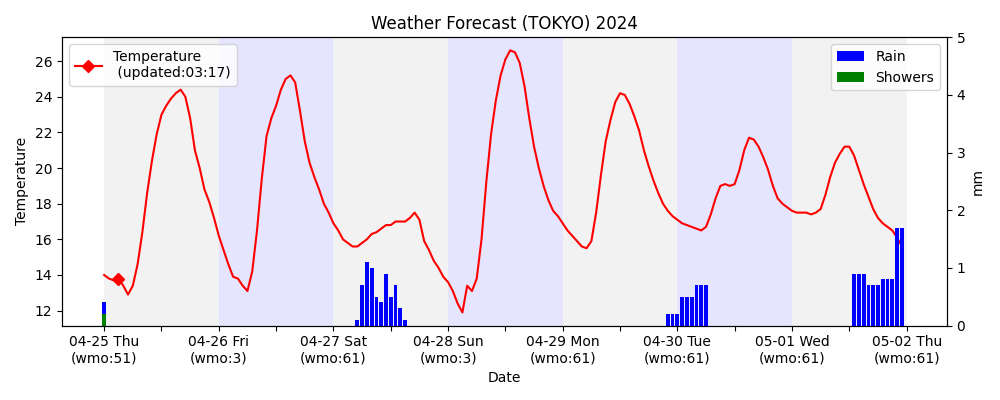 Weather Forecast (TOKYO) 2024
Temperature
(updated:03:17)
Rain
Showers
Temperature
26
24
22
20
18
16
14
12
5
4
3
2
1
0
mm
04-25 Thu
(wmo:51)
04-26 Fri
(wmo:3)
04-27 Sat
(wmo:61)
04-28 Sun
(wmo:3)
04-29 Mon
(wmo:61)
04-30 Tue
(wmo:61)
05-01 Wed
(wmo:61)
05-02 Thu
(wmo:61)
Date